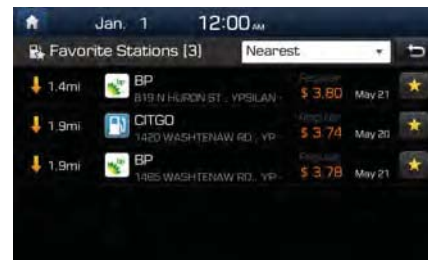 Jan. 1 12:00 AM
Favorite Stations (3) Nearest
1.4mi BP Regular
819 N HURON ST , YPSILAN- $ 3.80 May 21
1.9mi CITGO Regular
1420 WASHTENAW RD , YP- $ 3.74 May 20
1.9mi BP Regular
1485 WASHTENAW RD., YP- $ 3.78 May 21